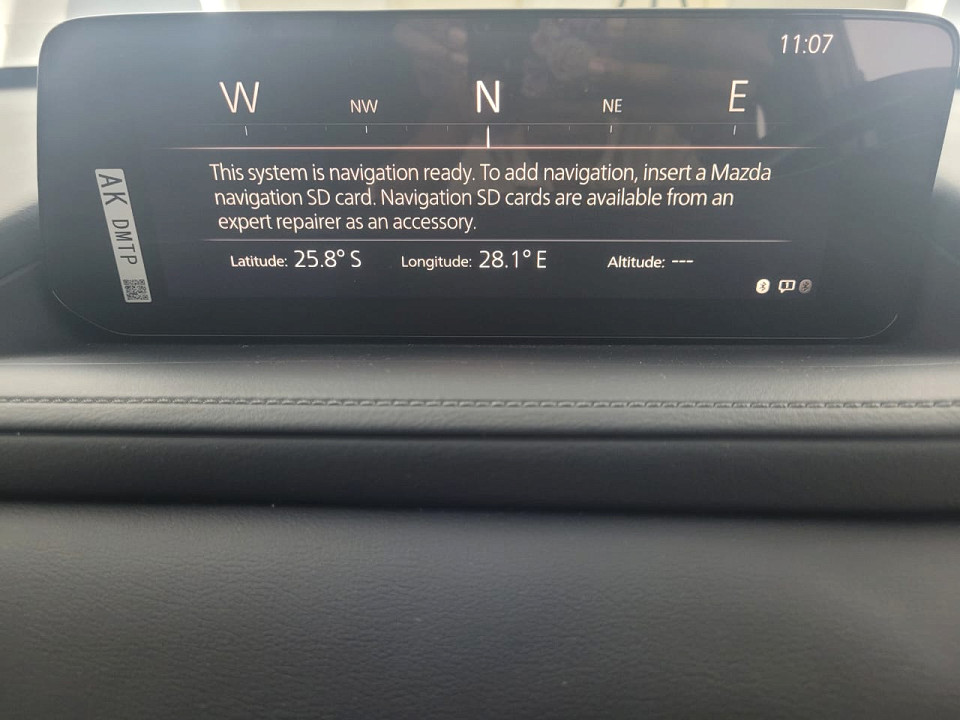 11:07
W NW N NE E
This system is navigation ready. To add navigation, insert a Mazda
navigation SD card. Navigation SD cards are available from an
expert repairer as an accessory.
Latitude: 25.8° S Longitude: 28.1° E Altitude: ---
AK DMTP